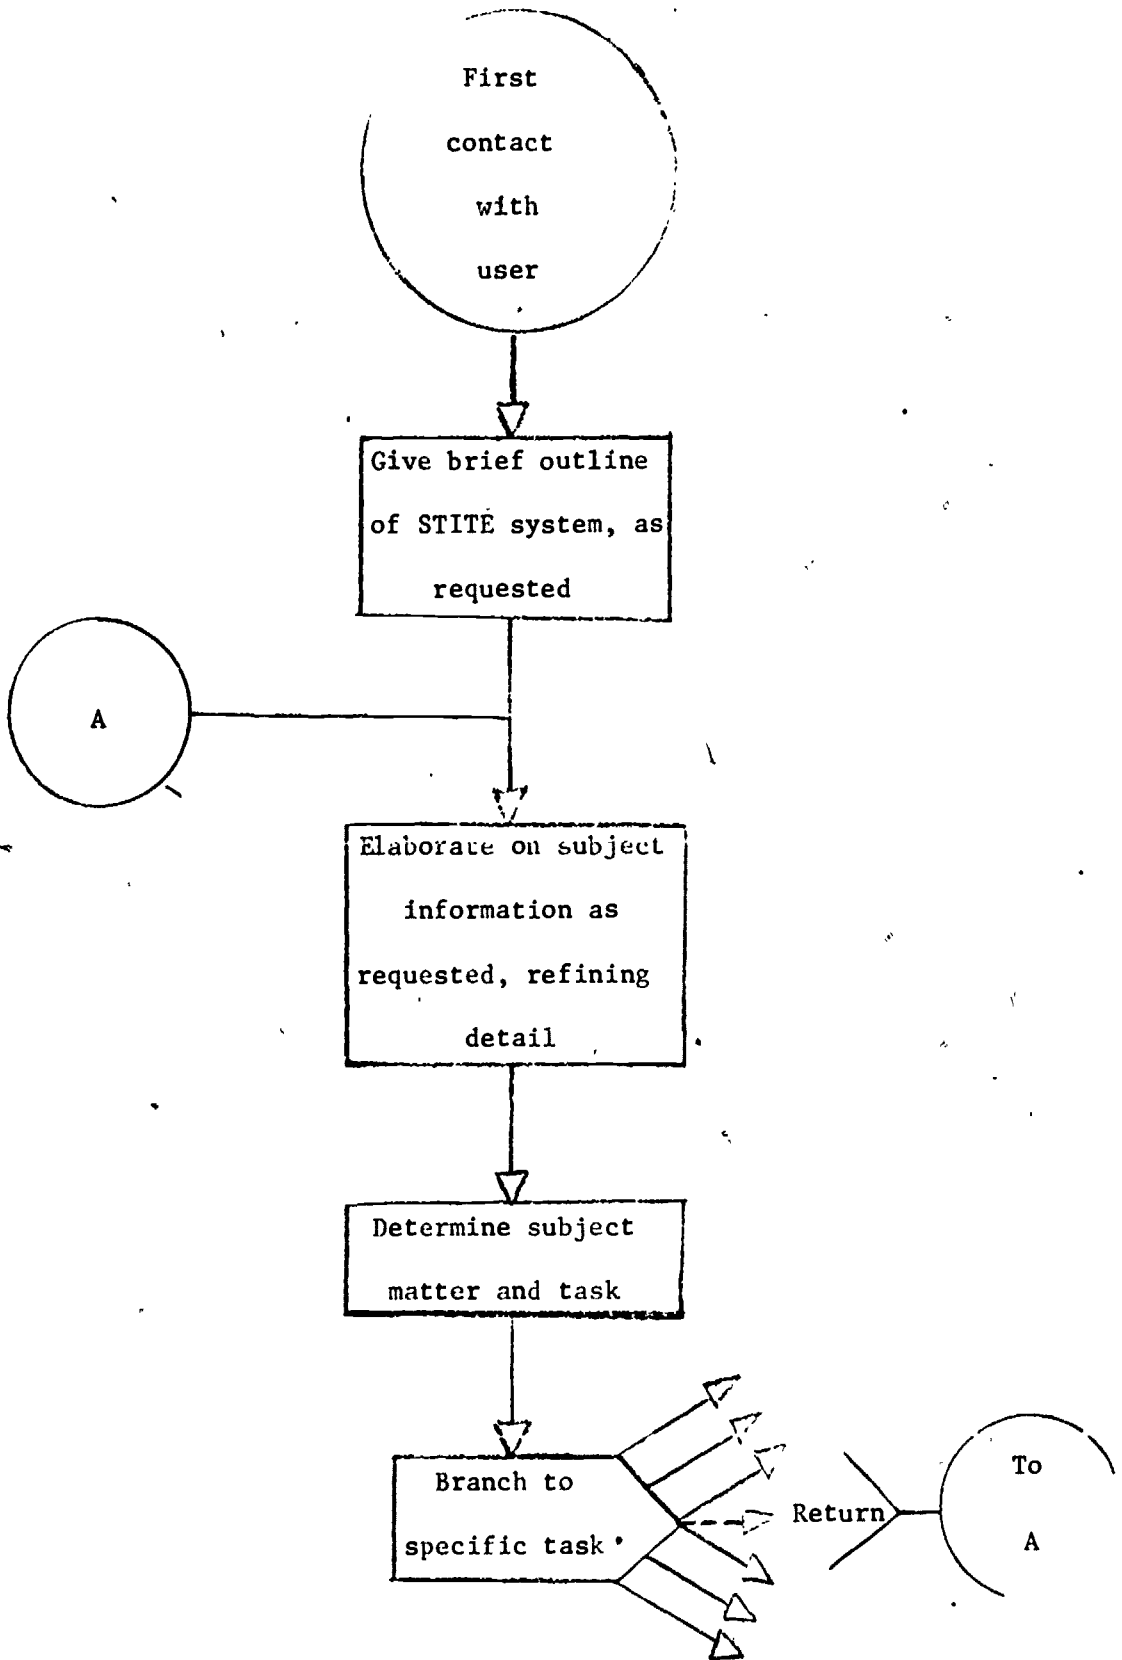 First
contact
with
user
Give brief outline
of STITE system, as
requested
A
Elaborate on subject
information as
requested, refining
detail
Determine subject
matter and task
Branch to
specific task
Return
To
A